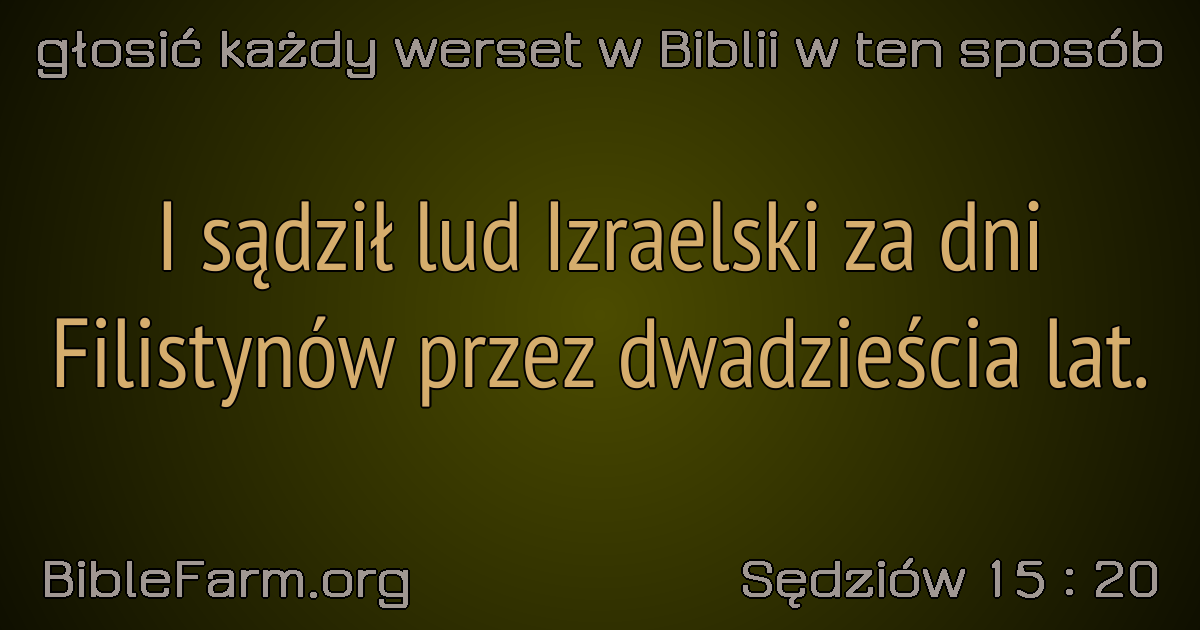 głosić każdy werset w Biblii w ten sposób
I sądził lud Izraelski za dni
Filistynów przez dwadzieścia lat.
BibleFarm.org
Sędziów 15 : 20